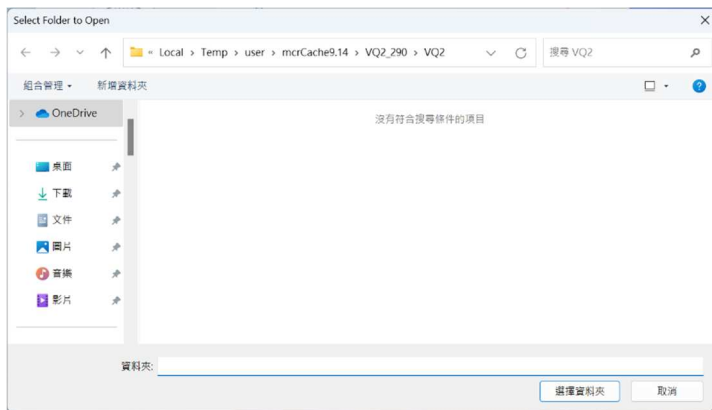 Select Folder to Open
« Local › Temp › user › mcrCache9.14 › VQ2_290 › VQ2
搜尋 VQ2
組合管理 新增資料夾
OneDrive
沒有符合搜尋條件的項目
桌面
下載
文件
圖片
音樂
影片
資料夾:
選擇資料夾 取消